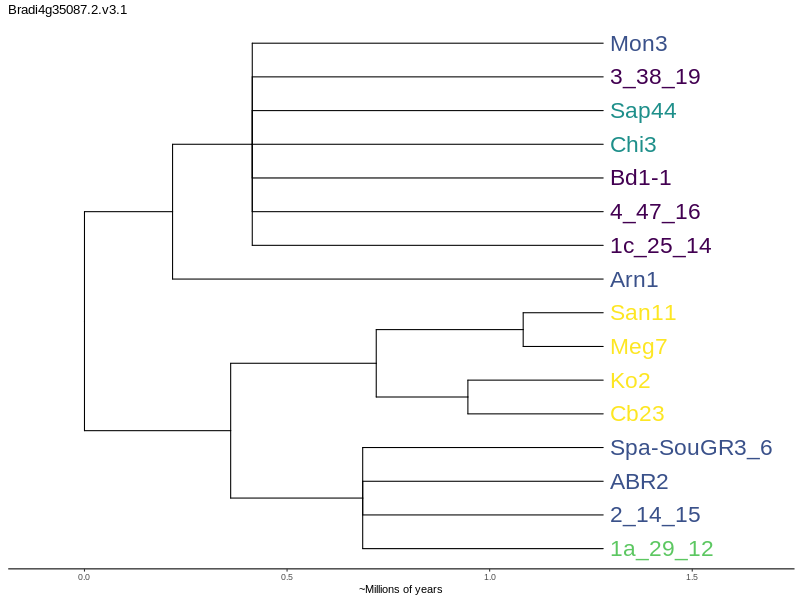 Bradi4g35087.2.v3.1
Mon3
3_38_19
Sap44
Chi3
Bd1-1
4_47_16
1c_25_14
Arn1
San11
Meg7
Ko2
Cb23
Spa-SouGR3_6
ABR2
2_14_15
1a_29_12
0.0 0.5 1.0 1.5
~Millions of years